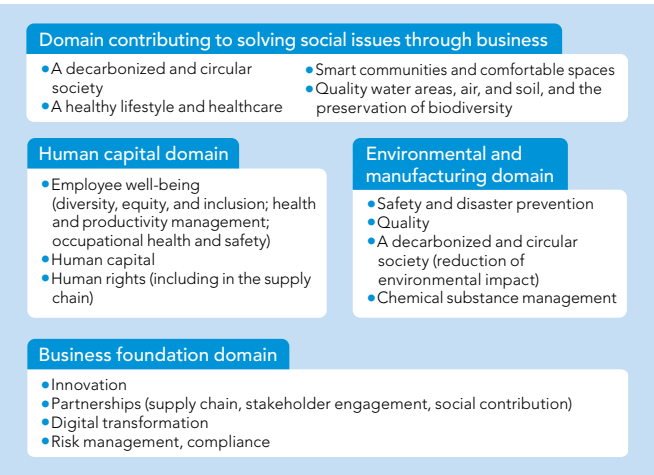 Domain contributing to solving social issues through business
●A decarbonized and circular
society
●A healthy lifestyle and healthcare
●Smart communities and comfortable spaces
●Quality water areas, air, and soil, and the
preservation of biodiversity
Human capital domain
●Employee well-being
(diversity, equity, and inclusion; health
and productivity management;
occupational health and safety)
●Human capital
●Human rights (including in the supply
chain)
Environmental and
manufacturing domain
●Safety and disaster prevention
●Quality
●A decarbonized and circular
society (reduction of
environmental impact)
●Chemical substance management
Business foundation domain
●Innovation
●Partnerships (supply chain, stakeholder engagement, social contribution)
●Digital transformation
●Risk management, compliance